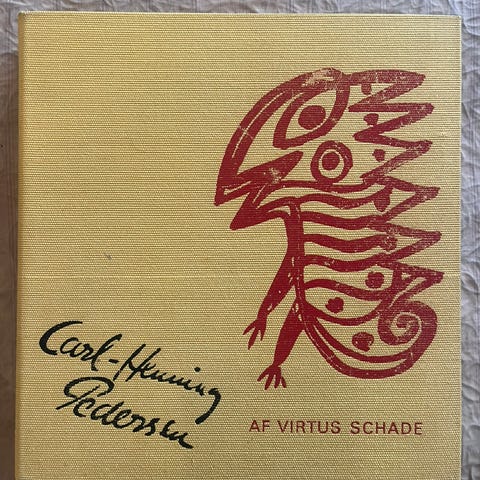 Carl-Henning
Pedersen
AF VIRTUS SCHADE